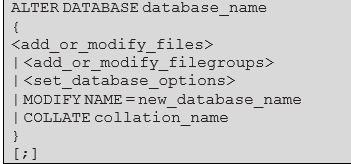 ALTER DATABASE database_name
{
<add_or_modify_files>
|<add_or_modify_filegroups>
|<set_database_options>
|MODIFY NAME = new_database_name
|COLLATE collation_name
}
[;]